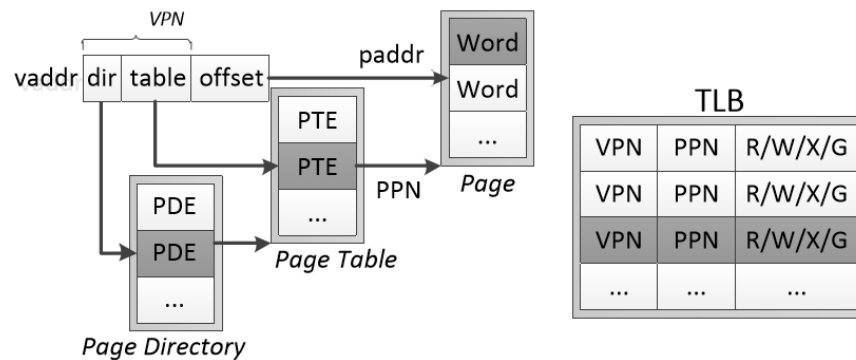 VPN
vaddr dir table offset
paddr
Word
Word
...
Page
PTE
PTE
...
PPN
Page Table
PDE
PDE
...
Page Directory
TLB
VPN PPN R/W/X/G
VPN PPN R/W/X/G
VPN PPN R/W/X/G
... ... ...